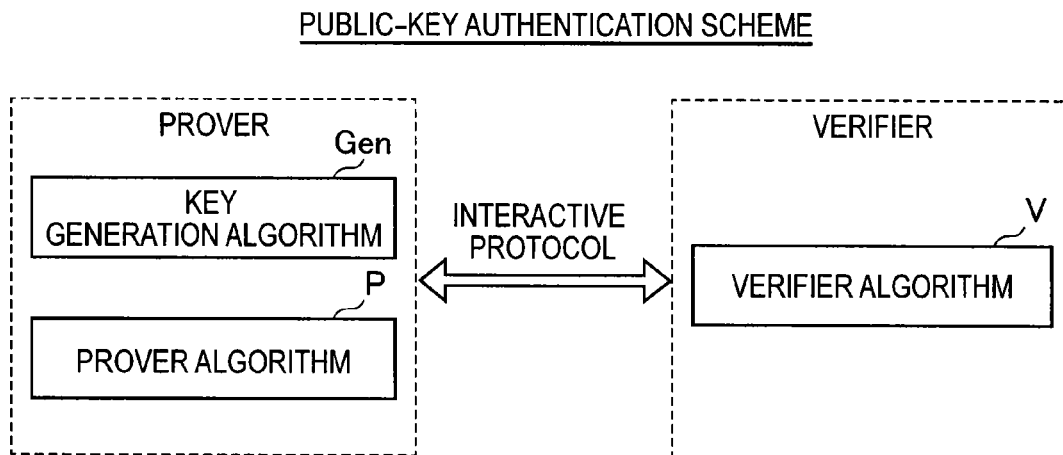 PUBLIC-KEY AUTHENTICATION SCHEME
PROVER
Gen
KEY
GENERATION ALGORITHM
P
PROVER ALGORITHM
INTERACTIVE
PROTOCOL
VERIFIER
V
VERIFIER ALGORITHM